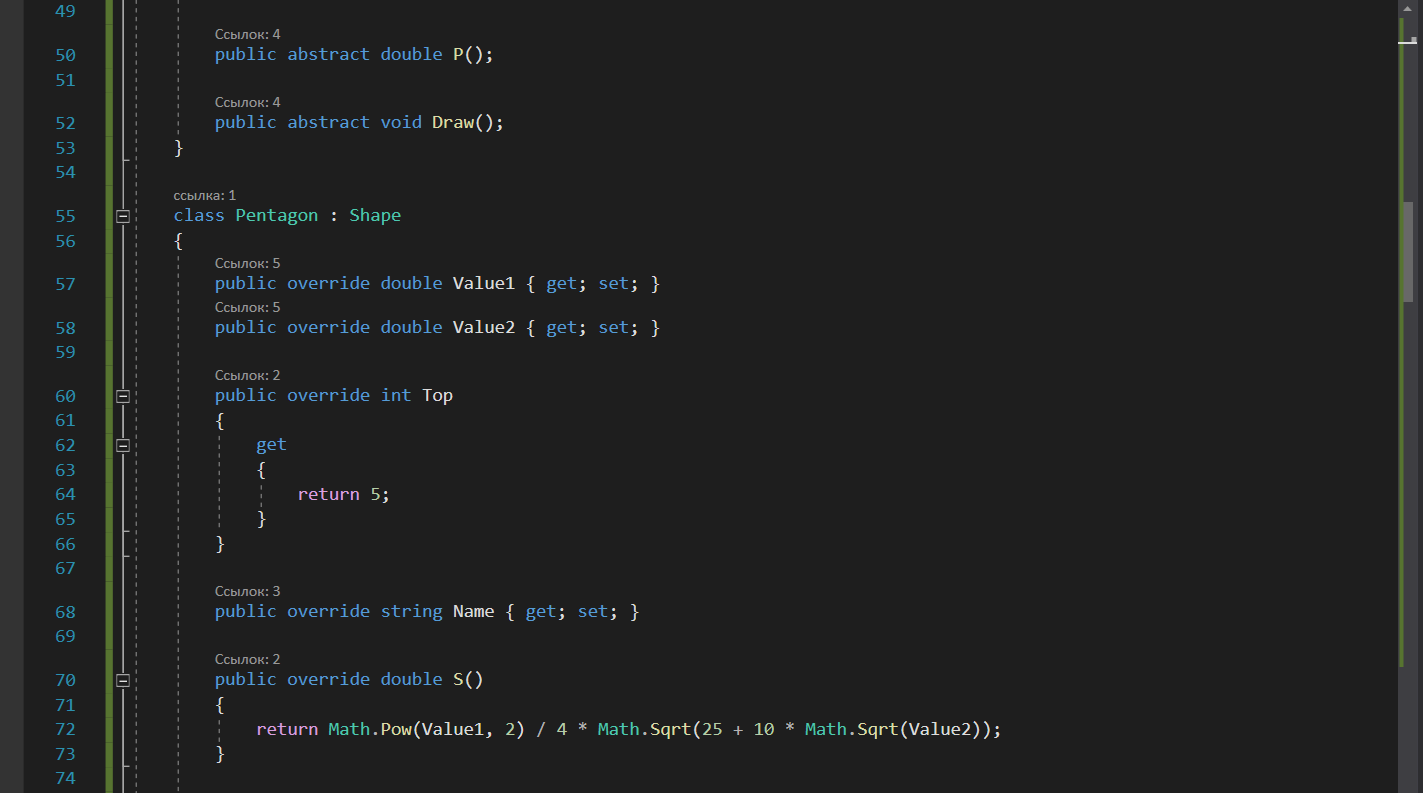 49
Ссылок: 4
50 public abstract double P();
51
Ссылок: 4
52 public abstract void Draw();
53 }
54
ссылка: 1
55 class Pentagon : Shape
56 {
Ссылок: 5
57 public override double Value1 { get; set; }
Ссылок: 5
58 public override double Value2 { get; set; }
59
Ссылок: 2
60 public override int Top
61 {
62 get
63 {
64 return 5;
65 }
66 }
67
Ссылок: 3
68 public override string Name { get; set; }
69
Ссылок: 2
70 public override double S()
71 {
72 return Math.Pow(Value1, 2) / 4 * Math.Sqrt(25 + 10 * Math.Sqrt(Value2));
73 }
74